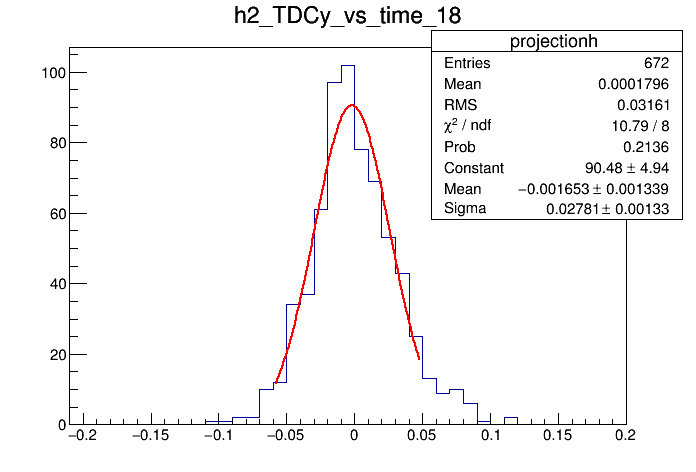 h2_TDCy_vs_time_18
projectionh
Entries 672
Mean 0.0001796
RMS 0.03161
χ² / ndf 10.79 / 8
Prob 0.2136
Constant 90.48 ± 4.94
Mean −0.001653 ± 0.001339
Sigma 0.02781 ± 0.00133
100
80
60
40
20
0
−0.2 −0.15 −0.1 −0.05 0 0.05 0.1 0.15 0.2